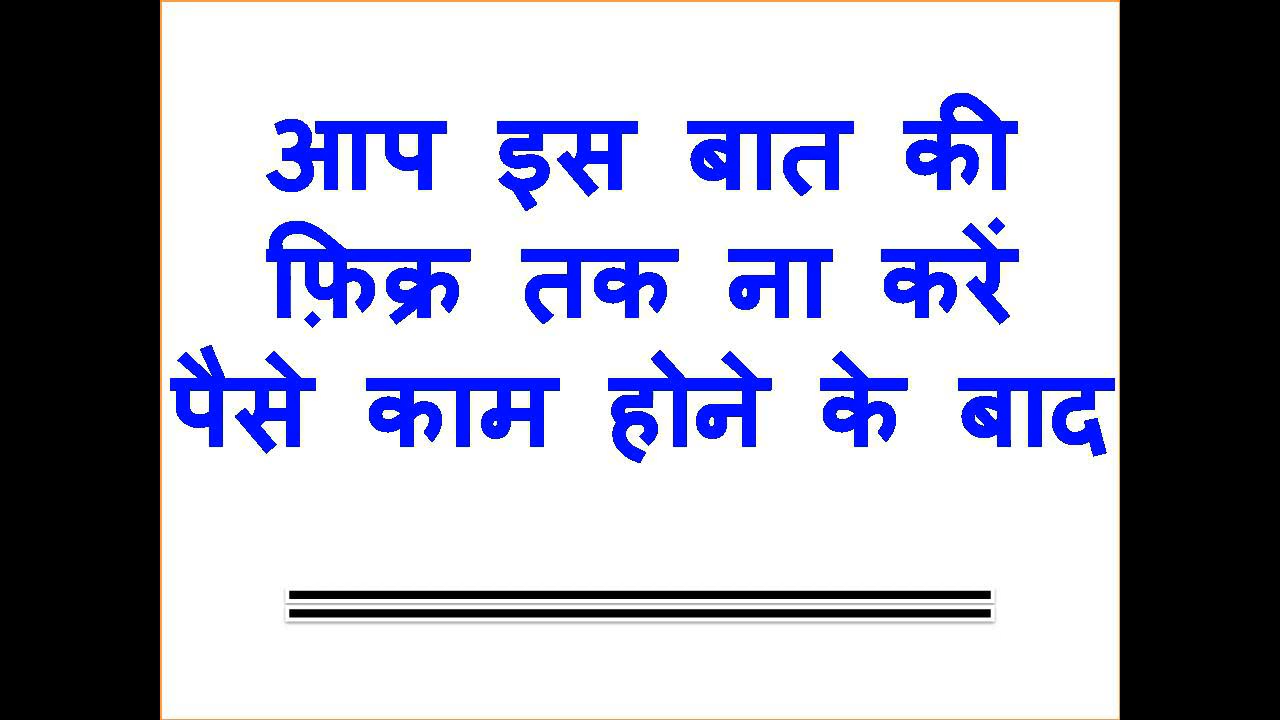 आप इस बात की
फ़िक्र तक ना करें
पैसे काम होने के बाद